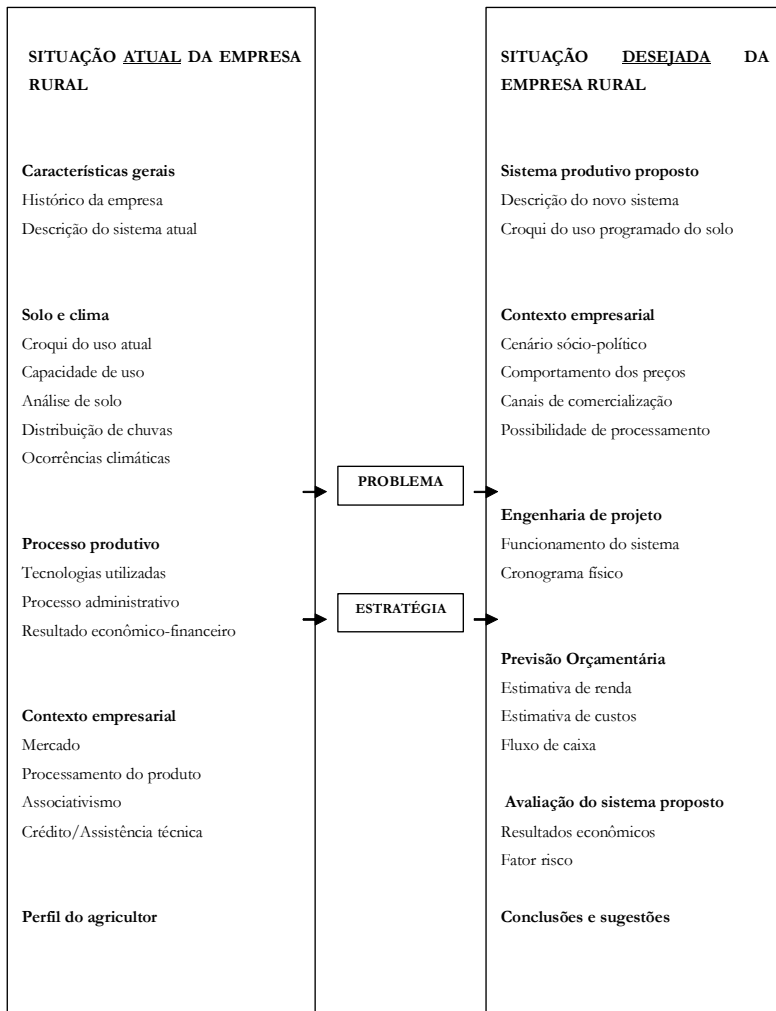 SITUAÇÃO ATUAL DA EMPRESA
RURAL
Características gerais
Histórico da empresa
Descrição do sistema atual
Solo e clima
Croqui do uso atual
Capacidade de uso
Análise de solo
Distribuição de chuvas
Ocorrências climáticas
Processo produtivo
Tecnologias utilizadas
Processo administrativo
Resultado econômico-financeiro
Contexto empresarial
Mercado
Processamento do produto
Associativismo
Crédito/Assistência técnica
Perfil do agricultor
PROBLEMA
ESTRATÉGIA
SITUAÇÃO DESEJADA DA
EMPRESA RURAL
Sistema produtivo proposto
Descrição do novo sistema
Croqui do uso programado do solo
Contexto empresarial
Cenário sócio-político
Comportamento dos preços
Canais de comercialização
Possibilidade de processamento
Engenharia de projeto
Funcionamento do sistema
Cronograma físico
Previsão Orçamentária
Estimativa de renda
Estimativa de custos
Fluxo de caixa
Avaliação do sistema proposto
Resultados econômicos
Fator risco
Conclusões e sugestões